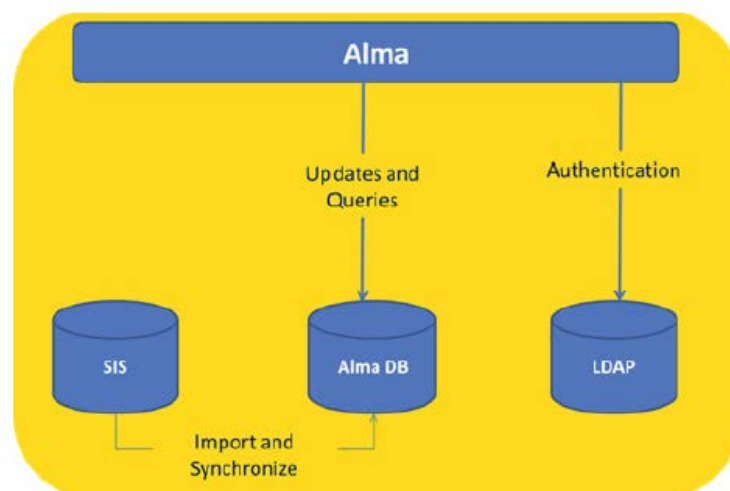 Alma
Updates and
Queries
Authentication
SIS
Alma DB
LDAP
Import and
Synchronize